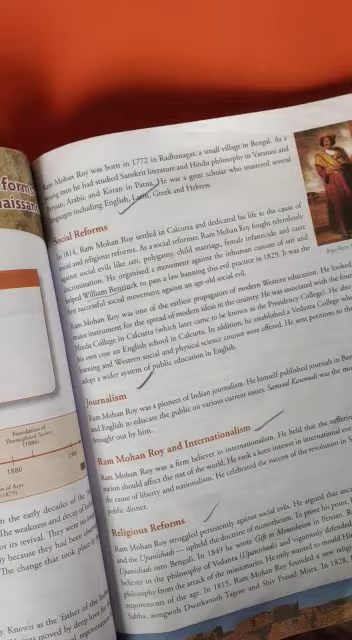 eforms
naissan
Foundation of
Theosophical Society
(1886)
1880
n of Arya
(1875)
n the early decades of the
The weakness and decay of
for its revival. They were
ly because they had been
The change that took place
y. Known as the 'Father of the
He was moved by deep love for
Ram Mohan Roy was born in 1772 in Radhanagar, a small village in Bengal. As a
young man he had studied Sanskrit literature and Hindu philosophy in Varanasi and
Persian, Arabic and Koran in Patna. He was a great scholar who mastered several
languages including English, Latin, Greek and Hebrew.
Social Reforms
In 1814, Ram Mohan Roy settled in Calcutta and dedicated his life to the cause of
social and religious reforms. As a social reformer, Ram Mohan Roy fought relentlessly
against social evils like sati, polygamy, child marriage, female infanticide and caste
discrimination. He organised a movement against the inhuman custom of sati and
helped William Bentinck to pass a law banning this evil practice in 1829. It was the
first successful social movement against an age-old social evil.
Ram Mohan Roy was one of the earliest propagators of modern Western education. He looked
major instrument for the spread of modern ideas in the country. He was associated with the four
Hindu College in Calcutta (which later came to be known as the Presidency College). He also
his own cost an English school in Calcutta. In addition, he established a Vedanta College whe
learning and Western social and physical science courses were offered. He sent petitions to the
adopt a wider system of public education in English.
Journalism
Ram Mohan Roy was a pioneer of Indian journalism. He himself published journals in Ben
and English to educate the public on various current issues. Samvad Kaumudi was the mo
brought out by him.
Ram Mohan Roy and Internationalism
Ram Mohan Roy was a firm believer in internationalism. He held that the suffering
nation should affect the rest of the world. He took a keen interest in international eve
the cause of liberty and nationalism. He celebrated the success of the revolution in S
public dinner.
Religious Reforms
Ram Mohan Roy struggled persistently against social evils. He argued that anc
and the Upanishads — upheld the doctrine of monotheism. To prove his point,
Upanishads into Bengali. In 1849 he wrote Gift to Monotheism in Persian. R
believer in the philosophy of Vedanta (Upanishads) and vigorously defended
philosophy from the attack of the missionaries. He only wanted to mould Hin
requirements of the age. In 1815, Ram Mohan Roy founded a new relig
Sabha, alongwith Dwarkanath Tagore and Shiv Prasad Misra. In 1828,
Raja Ram